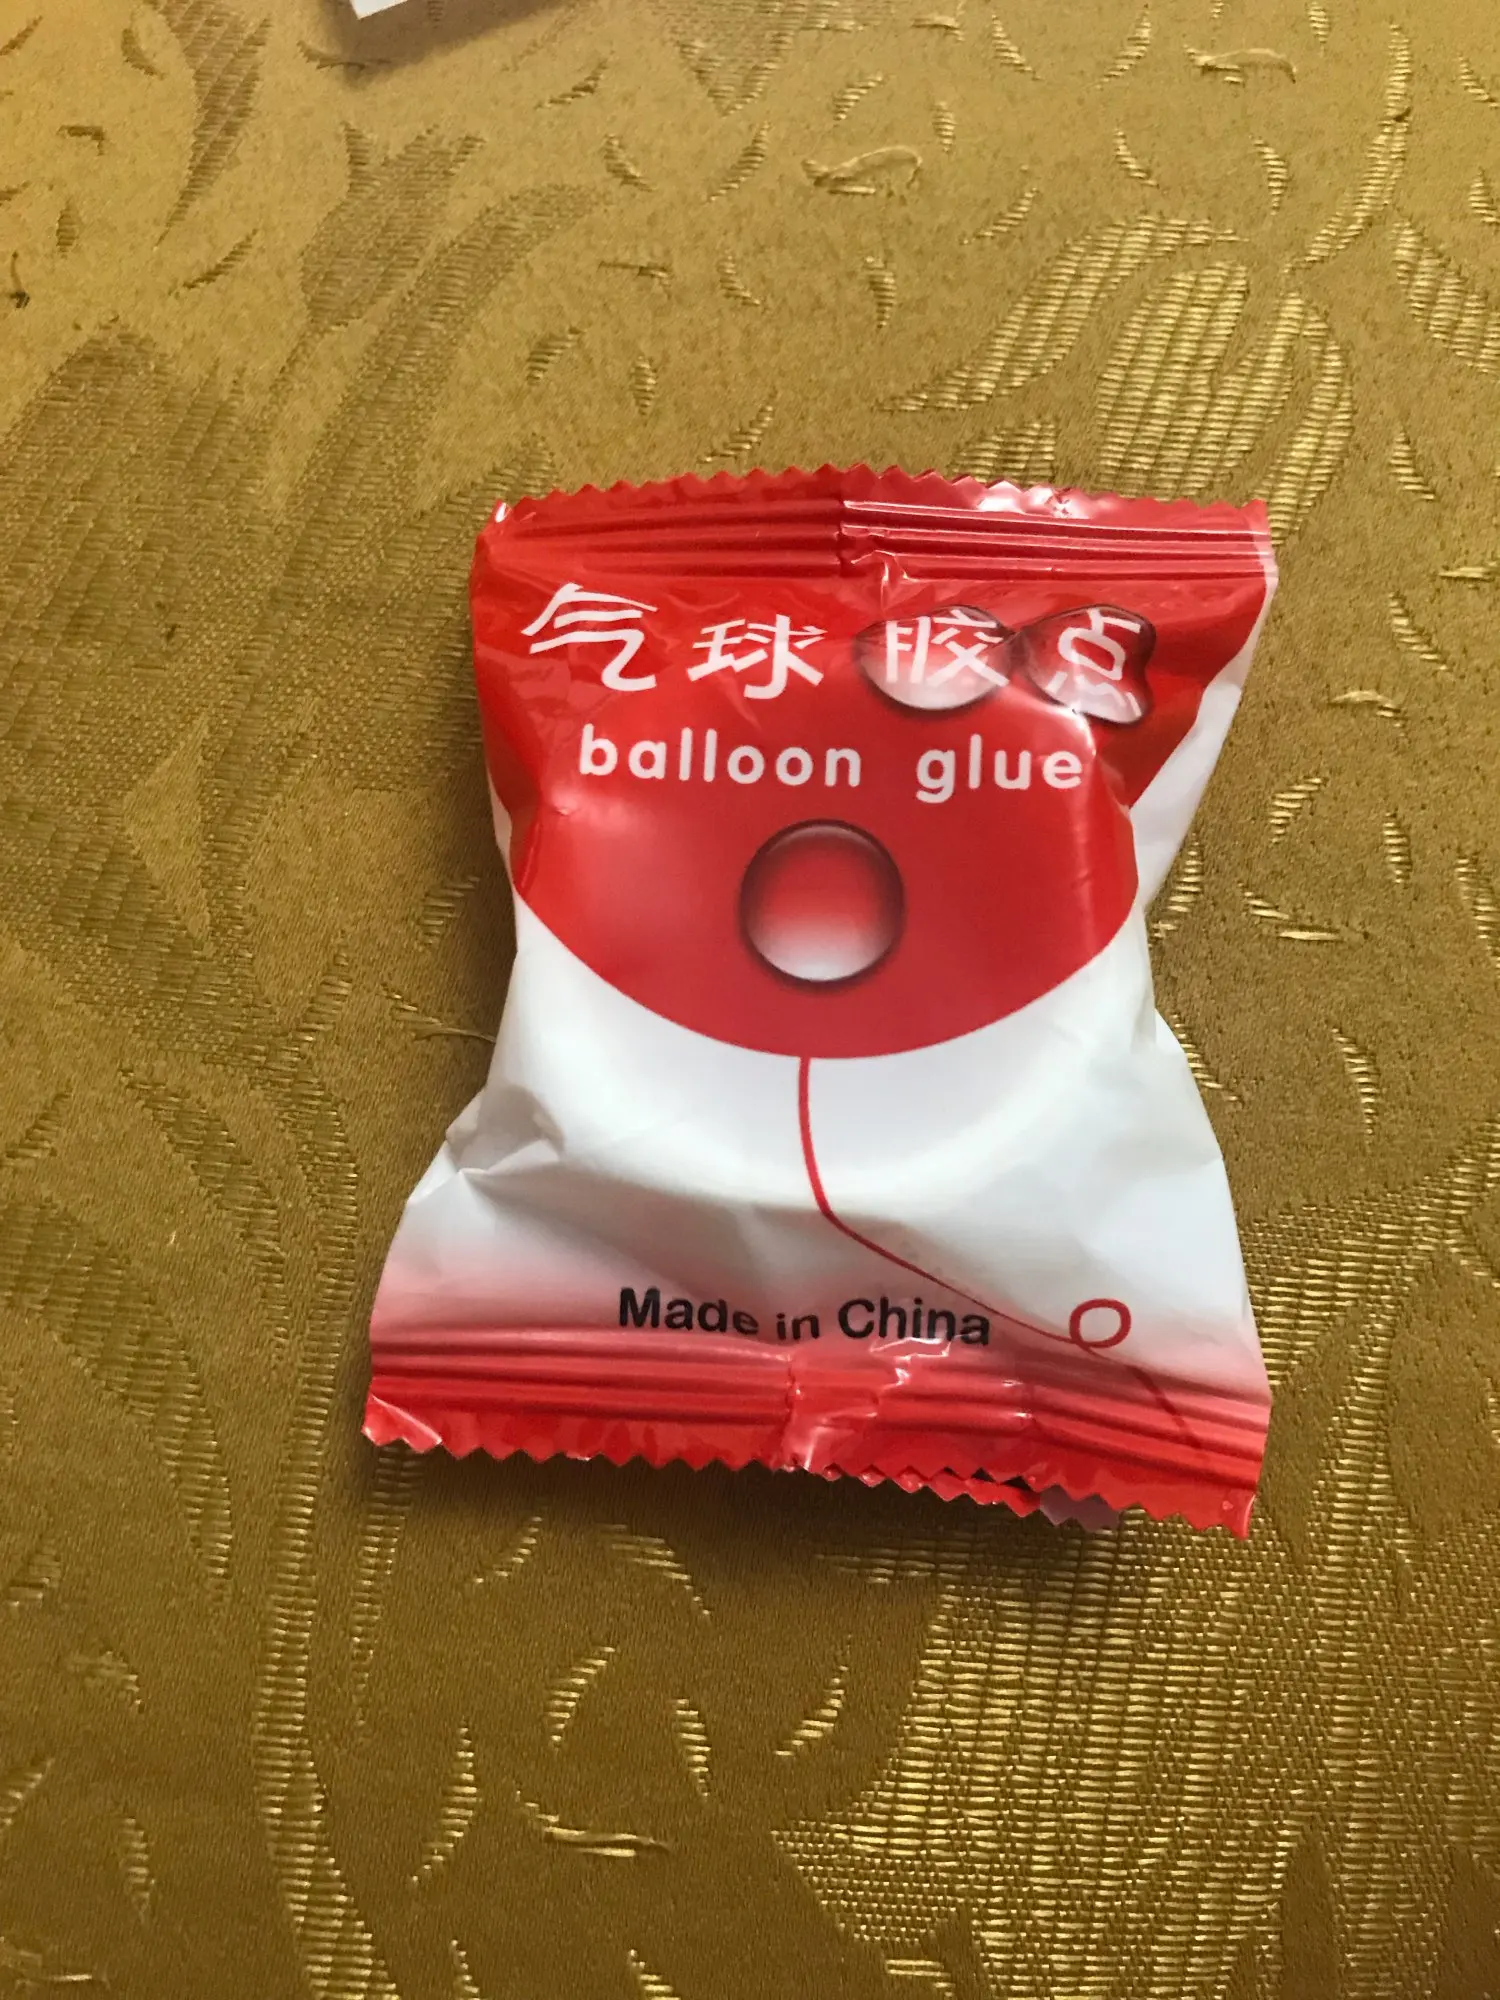 气球胶点
balloon glue
Made in China